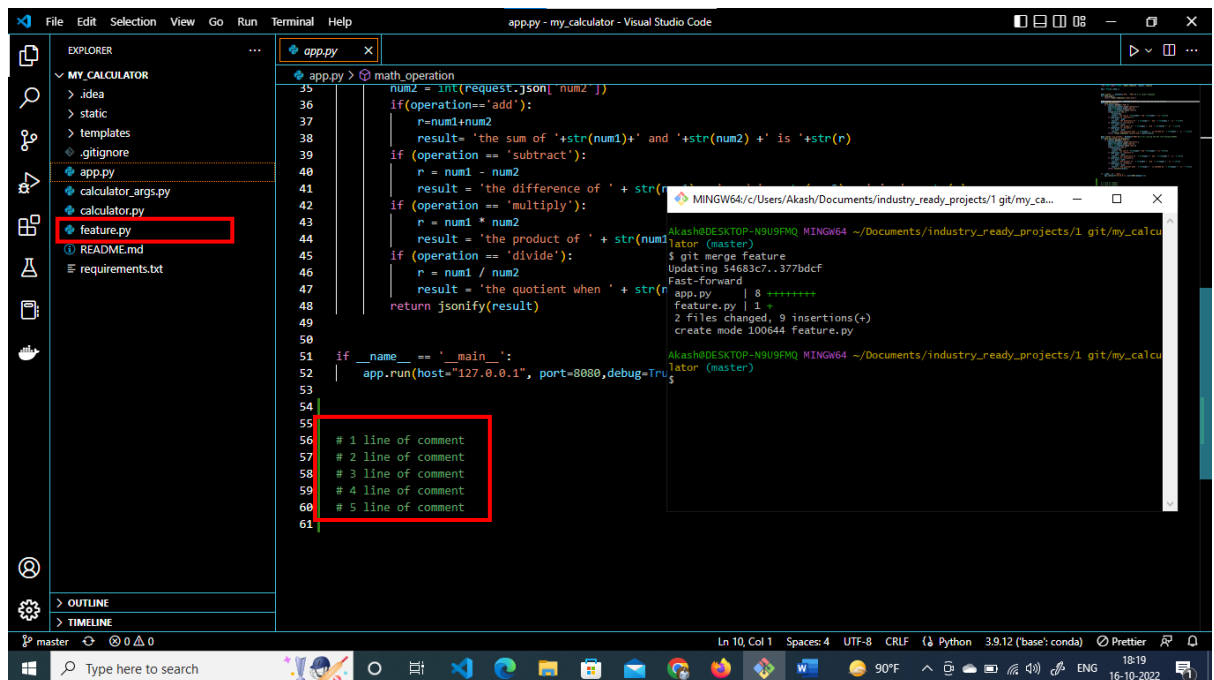 File Edit Selection View Go Run Terminal Help
app.py - my_calculator - Visual Studio Code
EXPLORER
MY_CALCULATOR
.idea
static
templates
.gitignore
app.py
calculator_args.py
calculator.py
feature.py
README.md
requirements.txt
OUTLINE
TIMELINE
app.py
app.py > math_operation
35 num2 = int(request.json['num2'])
36 if(operation=='add'):
37 r=num1+num2
38 result= 'the sum of '+str(num1)+' and '+str(num2) +' is '+str(r)
39 if (operation == 'subtract'):
40 r = num1 - num2
41 result = 'the difference of ' + str(
42 if (operation == 'multiply'):
43 r = num1 * num2
44 result = 'the product of ' + str(num1
45 if (operation == 'divide'):
46 r = num1 / num2
47 result = 'the quotient when ' + str(
48 return jsonify(result)
49
50
51 if __name__ == '__main__':
52 app.run(host="127.0.0.1", port=8080,debug=Tru
53
54
55
56 # 1 line of comment
57 # 2 line of comment
58 # 3 line of comment
59 # 4 line of comment
60 # 5 line of comment
61
MINGW64:/c/Users/Akash/Documents/industry_ready_projects/1 git/my_ca...
Akash@DESKTOP-N9U9FMQ MINGW64 ~/Documents/industry_ready_projects/1 git/my_calcu
lator (master)
$ git merge feature
Updating 54683c7..377bdcf
Fast-forward
app.py | 8 ++++++++
feature.py | 1 +
2 files changed, 9 insertions(+)
create mode 100644 feature.py
Akash@DESKTOP-N9U9FMQ MINGW64 ~/Documents/industry_ready_projects/1 git/my_calcu
lator (master)
$
master 0 0
Ln 10, Col 1 Spaces: 4 UTF-8 CRLF Python 3.9.12 ('base': conda) Prettier
Type here to search
90°F ENG
18:19
16-10-2022